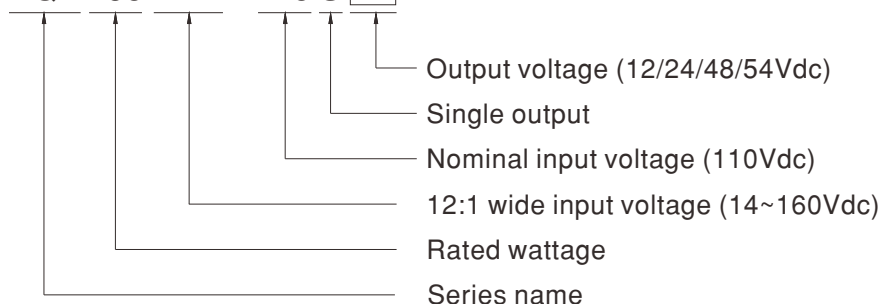 Output voltage (12/24/48/54Vdc)
Single output
Nominal input voltage (110Vdc)
12:1 wide input voltage (14~160Vdc)
Rated wattage
Series name